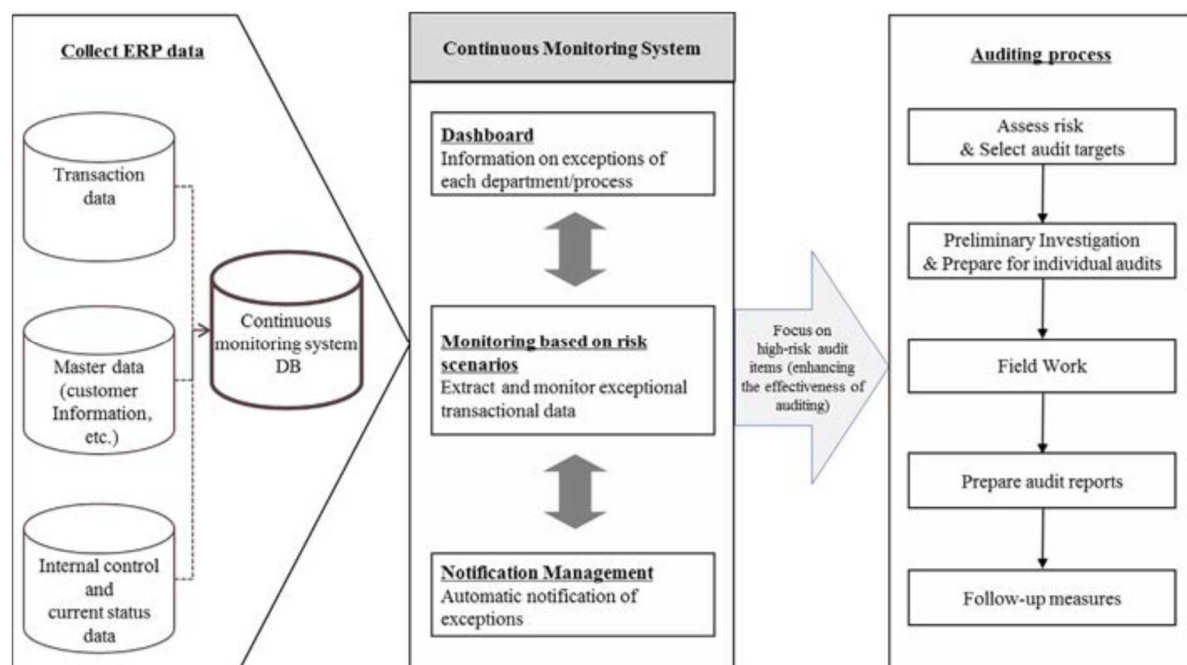 Collect ERP data
Transaction
data
Master data
(customer
Information,
etc.)
Internal control
and
current status
data
Continuous
monitoring system
DB
Continuous Monitoring System
Dashboard
Information on exceptions of
each department/process
Monitoring based on risk
scenarios
Extract and monitor exceptional
transactional data
Notification Management
Automatic notification of
exceptions
Focus on
high-risk audit
items (enhancing
the effectiveness of
auditing)
Auditing process
Assess risk
& Select audit targets
Preliminary Investigation
& Prepare for individual audits
Field Work
Prepare audit reports
Follow-up measures